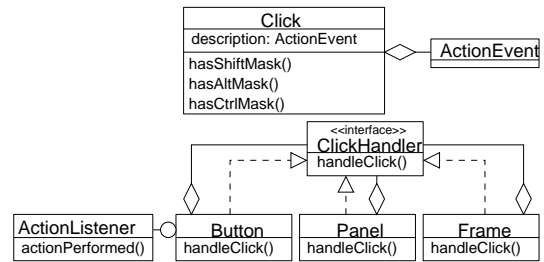 Click
description: ActionEvent
hasShiftMask()
hasAltMask()
hasCtrlMask()
ActionEvent
<<interface>>
ClickHandler
handleClick()
ActionListener
actionPerformed()
Button
handleClick()
Panel
handleClick()
Frame
handleClick()